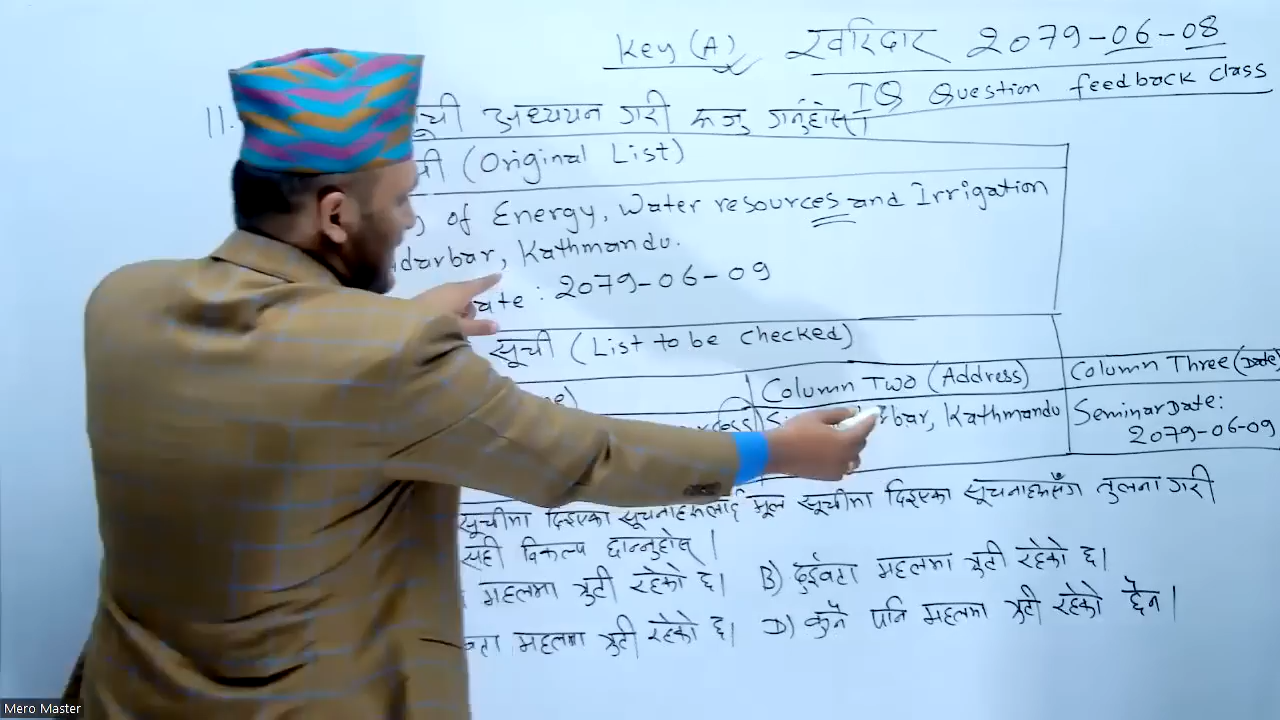 Key (A) खरिदार 2079-06-08
TQ Question feedback class
11. सूची अध्ययन गरी रुजु गर्नुहोस।
(Original List)
of Energy, Water resources and Irrigation
darbar, Kathmandu.
ate : 2079-06-09
सूची (List to be checked)
Column Two (Address) Column Three (Date)
bar, Kathmandu Seminar Date:
2079-06-09
सूचीमा दिइएका सूचनाहरूलाई मूल सूचीमा दिइएका सूचनाहरूसँग तुलना गरी
सही विकल्प छान्नुहोस् ।
महलमा त्रुटी रहेको छ। B) दुईवटा महलमा त्रुटी रहेको छ।
महलमा त्रुटी रहेको छ। D) कुनै पनि महलमा त्रुटी रहेको छैन।
Mero Master